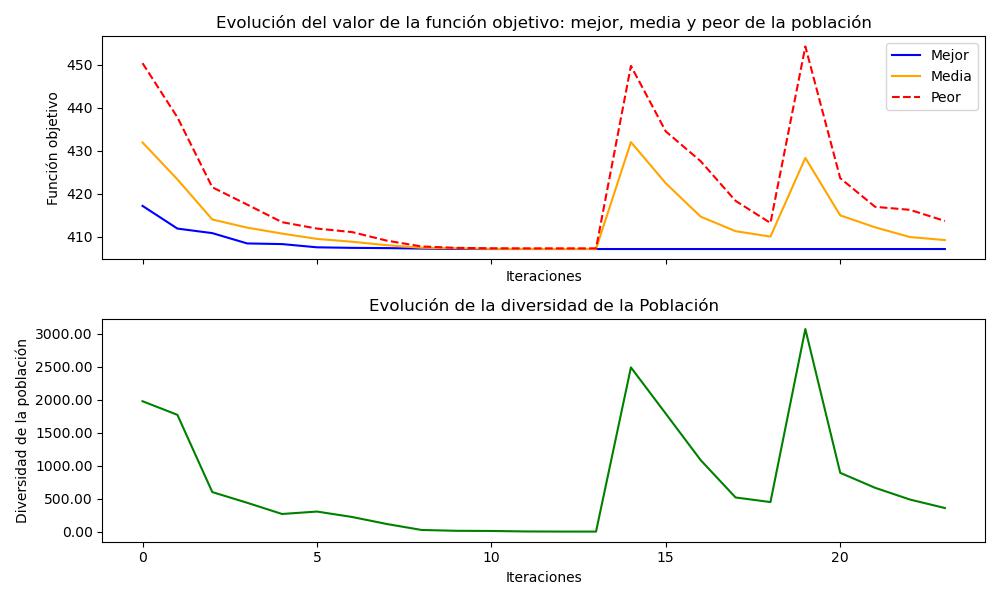 Evolución del valor de la función objetivo: mejor, media y peor de la población
Función objetivo
450
440
430
420
410
Mejor
Media
Peor
Iteraciones
Evolución de la diversidad de la Población
Diversidad de la población
3000.00
2500.00
2000.00
1500.00
1000.00
500.00
0.00
0
5
10
15
20
Iteraciones